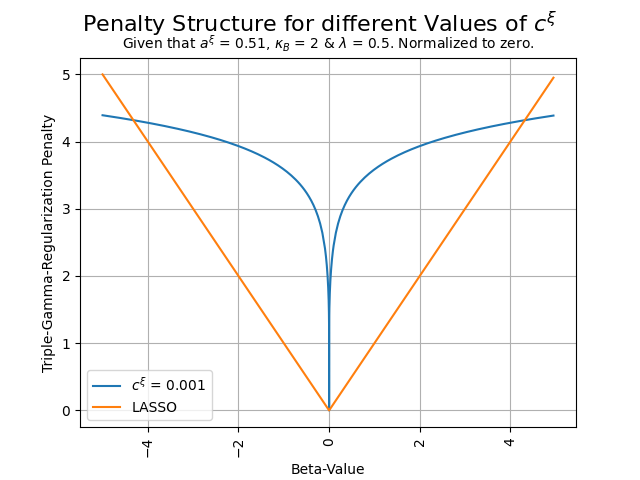 Penalty Structure for different Values of c^ξ
Given that a^ξ = 0.51, κ_B = 2 & λ = 0.5. Normalized to zero.
Triple-Gamma-Regularization Penalty
5
4
3
2
1
0
c^ξ = 0.001
LASSO
−4
−2
0
2
4
Beta-Value